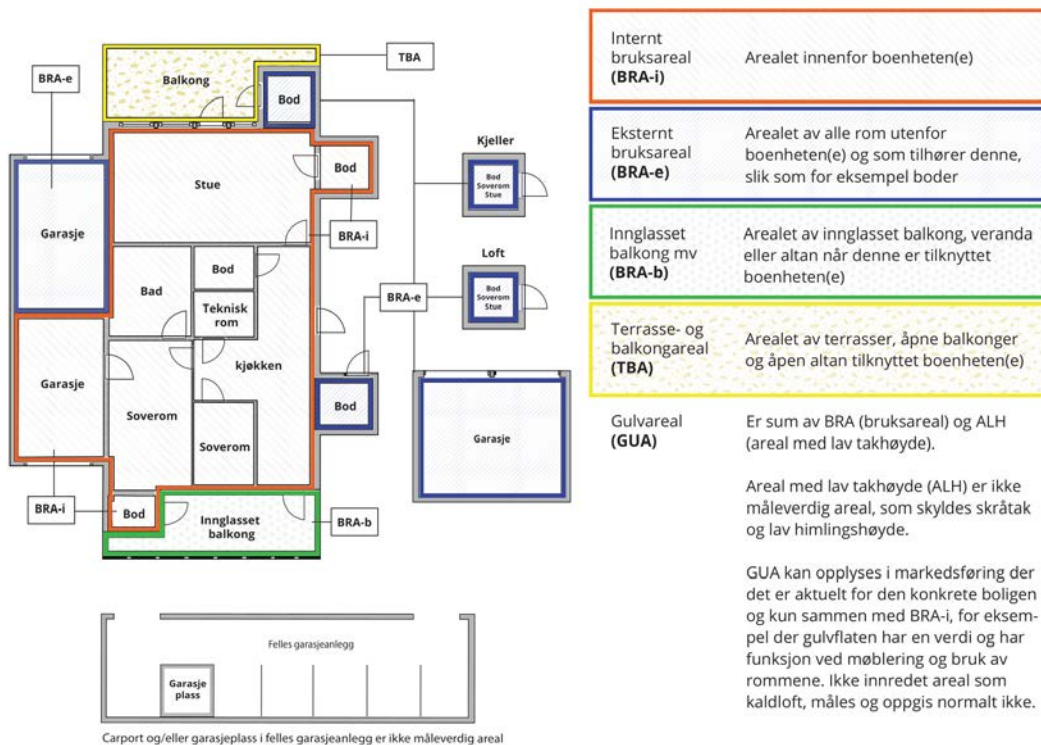 TBA
BRA-e
Balkong
Bod
Kjeller
Bod
Soverom
Stue
Stue
Bod
Garasje
BRA-i
Loft
Bod
Bad
Teknisk
rom
BRA-e
Bod
Soverom
Stue
kjøkken
Garasje
Soverom
Bod
Soverom
Garasje
BRA-i
Bod
Innglasset
balkong
BRA-b
Felles garasjeanlegg
Garasje
plass
Carport og/eller garasjeplass i felles garasjeanlegg er ikke måleverdig areal
Internt
bruksareal
(BRA-i)
Arealet innenfor boenheten(e)
Eksternt
bruksareal
(BRA-e)
Arealet av alle rom utenfor
boenheten(e) og som tilhører denne,
slik som for eksempel boder
Innglasset
balkong mv
(BRA-b)
Arealet av innglasset balkong, veranda
eller altan når denne er tilknyttet
boenheten(e)
Terrasse- og
balkongareal
(TBA)
Arealet av terrasser, åpne balkonger
og åpen altan tilknyttet boenheten(e)
Gulvareal
(GUA)
Er sum av BRA (bruksareal) og ALH
(areal med lav takhøyde).
Areal med lav takhøyde (ALH) er ikke
måleverdig areal, som skyldes skråtak
og lav himlingshøyde.
GUA kan opplyses i markedsføring der
det er aktuelt for den konkrete boligen
og kun sammen med BRA-i, for eksem-
pel der gulvflaten har en verdi og har
funksjon ved møblering og bruk av
rommene. Ikke innredet areal som
kaldloft, måles og oppgis normalt ikke.